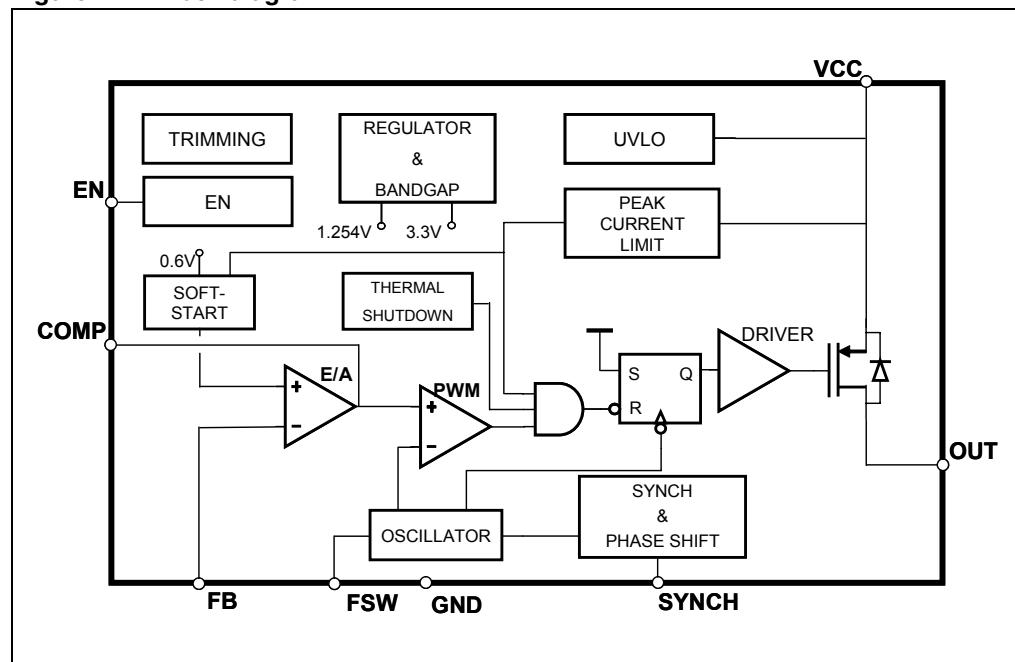 VCC
TRIMMING
REGULATOR
&
BANDGAP
UVLO
EN
EN
PEAK
CURRENT
LIMIT
1.254V
3.3V
0.6V
SOFT-
START
THERMAL
SHUTDOWN
COMP
DRIVER
E/A
+
−
PWM
+
−
S
Q
R
OUT
SYNCH
&
PHASE SHIFT
OSCILLATOR
FB
FSW
GND
SYNCH